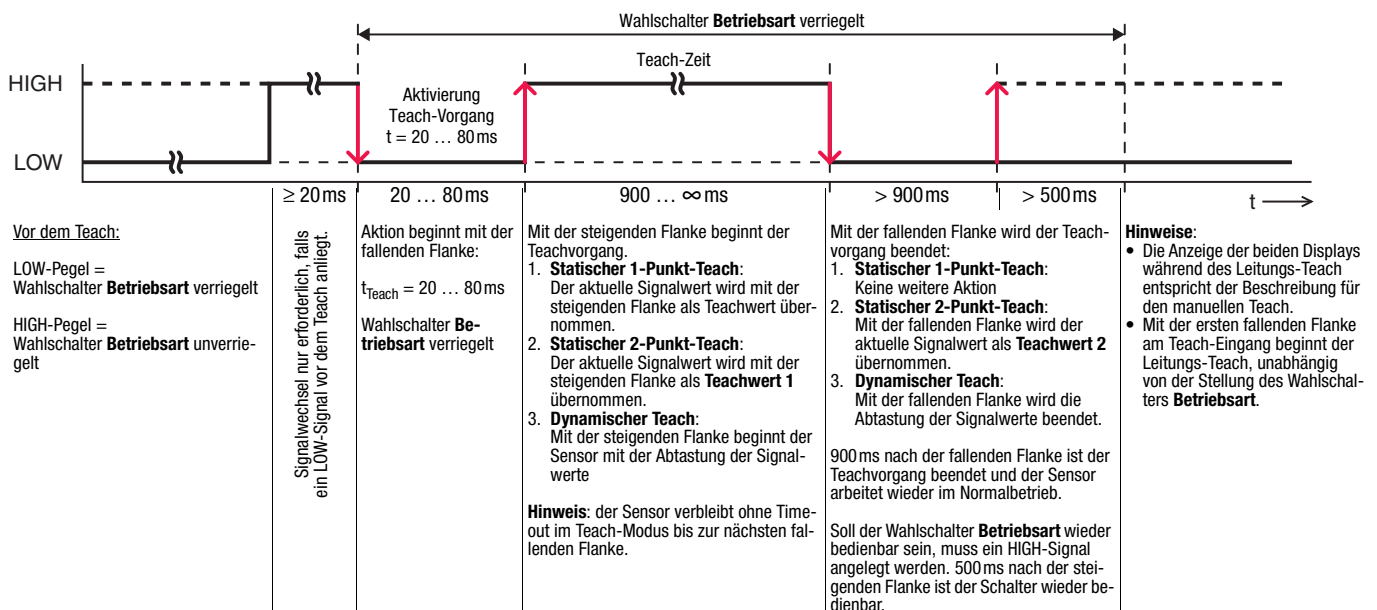 Wahlschalter Betriebsart verriegelt
Teach-Zeit
HIGH
Aktivierung
Teach-Vorgang
t = 20 … 80 ms
LOW
≥ 20 ms
20 … 80 ms
900 … ∞ ms
> 900 ms
> 500 ms
t
Vor dem Teach:
LOW-Pegel =
Wahlschalter Betriebsart verriegelt
HIGH-Pegel =
Wahlschalter Betriebsart unverrie-
gelt
Signalwechsel nur erforderlich, falls
ein LOW-Signal vor dem Teach anliegt.
Aktion beginnt mit der
fallenden Flanke:
tTeach = 20 … 80 ms
Wahlschalter Be-
triebsart verriegelt
Mit der steigenden Flanke beginnt der
Teachvorgang.
1. Statischer 1-Punkt-Teach:
Der aktuelle Signalwert wird mit der
steigenden Flanke als Teachwert über-
nommen.
2. Statischer 2-Punkt-Teach:
Der aktuelle Signalwert wird mit der
steigenden Flanke als Teachwert 1
übernommen.
3. Dynamischer Teach:
Mit der steigenden Flanke beginnt der
Sensor mit der Abtastung der Signal-
werte
Hinweis: der Sensor verbleibt ohne Time-
out im Teach-Modus bis zur nächsten fal-
lenden Flanke.
Mit der fallenden Flanke wird der Teach-
vorgang beendet:
1. Statischer 1-Punkt-Teach:
Keine weitere Aktion
2. Statischer 2-Punkt-Teach:
Mit der fallenden Flanke wird der
aktuelle Signalwert als Teachwert 2
übernommen.
3. Dynamischer Teach:
Mit der fallenden Flanke wird die
Abtastung der Signalwerte beendet.
900 ms nach der fallenden Flanke ist der
Teachvorgang beendet und der Sensor
arbeitet wieder im Normalbetrieb.
Soll der Wahlschalter Betriebsart wieder
bedienbar sein, muss ein HIGH-Signal
angelegt werden. 500 ms nach der stei-
genden Flanke ist der Schalter wieder be-
dienbar.
Hinweise:
• Die Anzeige der beiden Displays
während des Leitungs-Teach
entspricht der Beschreibung für
den manuellen Teach.
• Mit der ersten fallenden Flanke
am Teach-Eingang beginnt der
Leitungs-Teach, unabhängig
von der Stellung des Wahlschal-
ters Betriebsart.